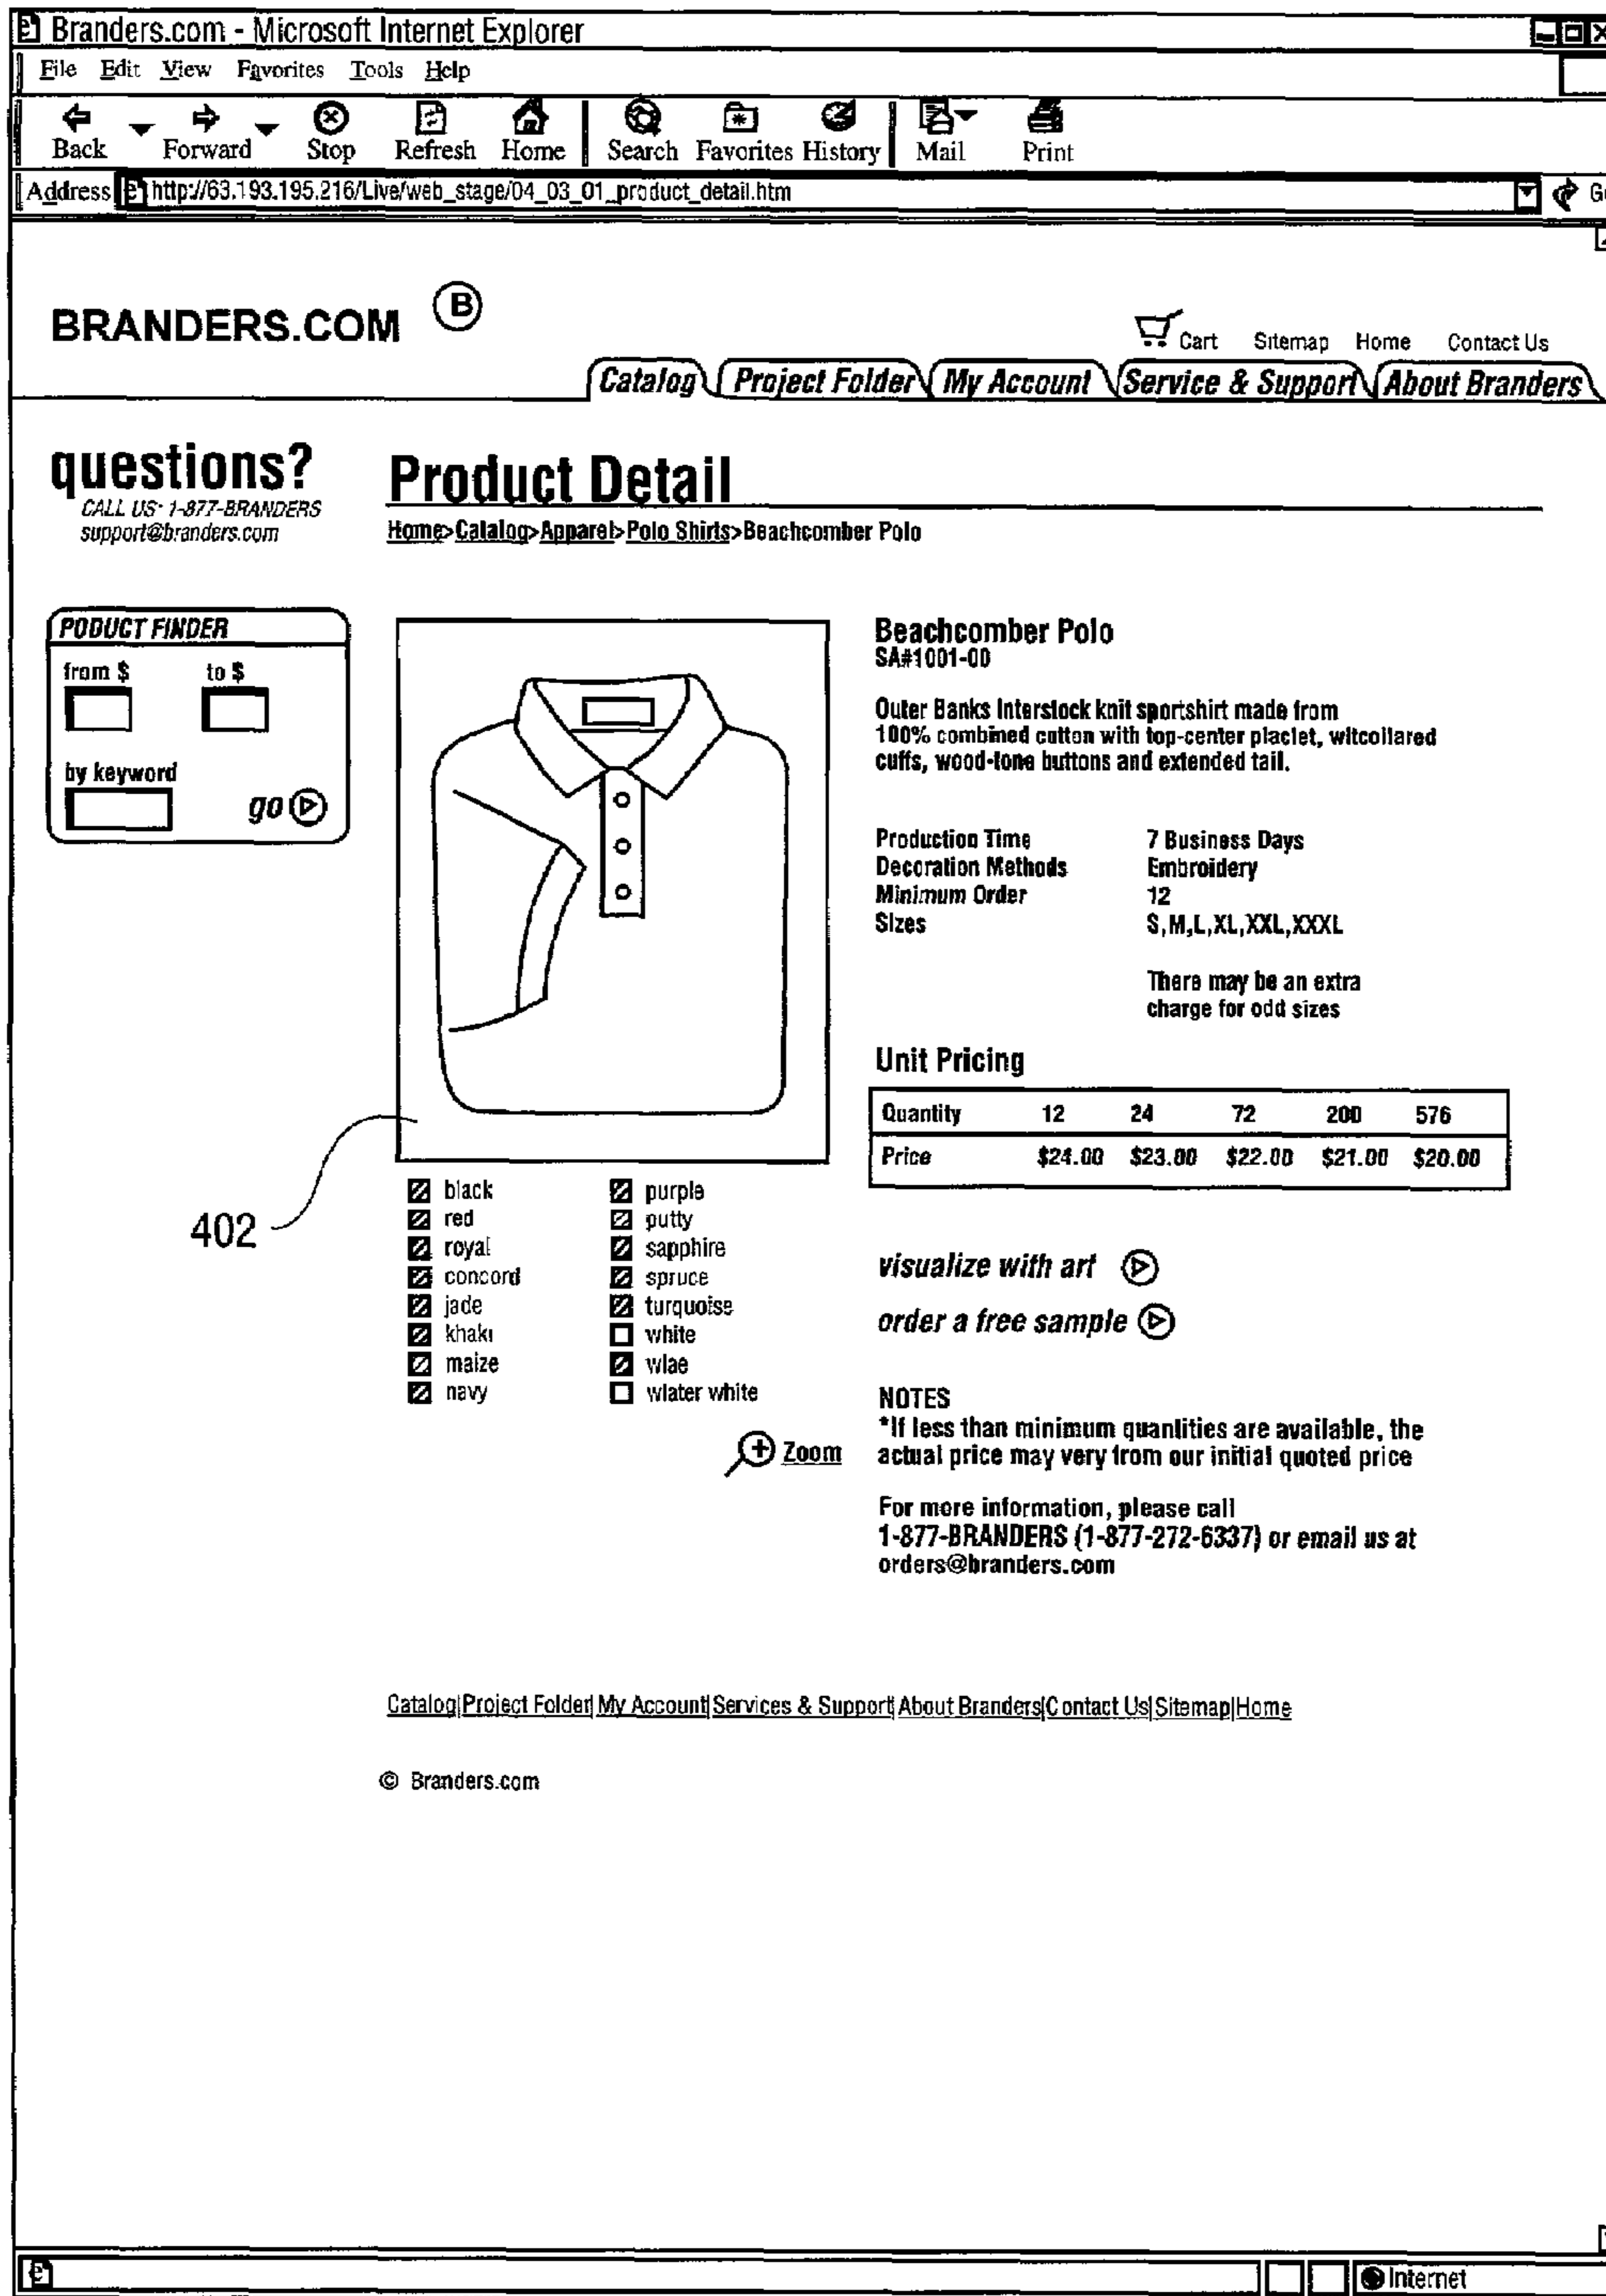 Branders.com - Microsoft Internet Explorer
File Edit View Favorites Tools Help
Back Forward Stop Refresh Home Search Favorites History Mail Print
Address http://63.193.195.216/Live/web_stage/04_03_01_product_detail.htm
BRANDERS.COM B
Cart Sitemap Home Contact Us
Catalog Project Folder My Account Service & Support About Branders
questions?
CALL US: 1-877-BRANDERS
support@branders.com
Product Detail
Home>Catalog>Apparel>Polo Shirts>Beachcomber Polo
PODUCT FINDER
from $ to $
by keyword
go
402
black
red
royal
concord
jade
khaki
maize
navy
purple
putty
sapphire
spruce
turquoise
white
wlae
wlater white
Zoom
Beachcomber Polo
SA#1001-00
Outer Banks Interstock knit sportshirt made from
100% combined cotton with top-center placlet, witcollared
cuffs, wood-tone buttons and extended tail.
Production Time 7 Business Days
Decoration Methods Embroidery
Minimum Order 12
Sizes S,M,L,XL,XXL,XXXL
There may be an extra
charge for odd sizes
Unit Pricing
Quantity 12 24 72 200 576
Price $24.00 $23.00 $22.00 $21.00 $20.00
visualize with art
order a free sample
NOTES
*If less than minimum quantities are available, the
actual price may very from our initial quoted price
For more information, please call
1-877-BRANDERS (1-877-272-6337) or email us at
orders@branders.com
Catalog|Project Folder|My Account|Services & Support|About Branders|Contact Us|Sitemap|Home
© Branders.com
Internet